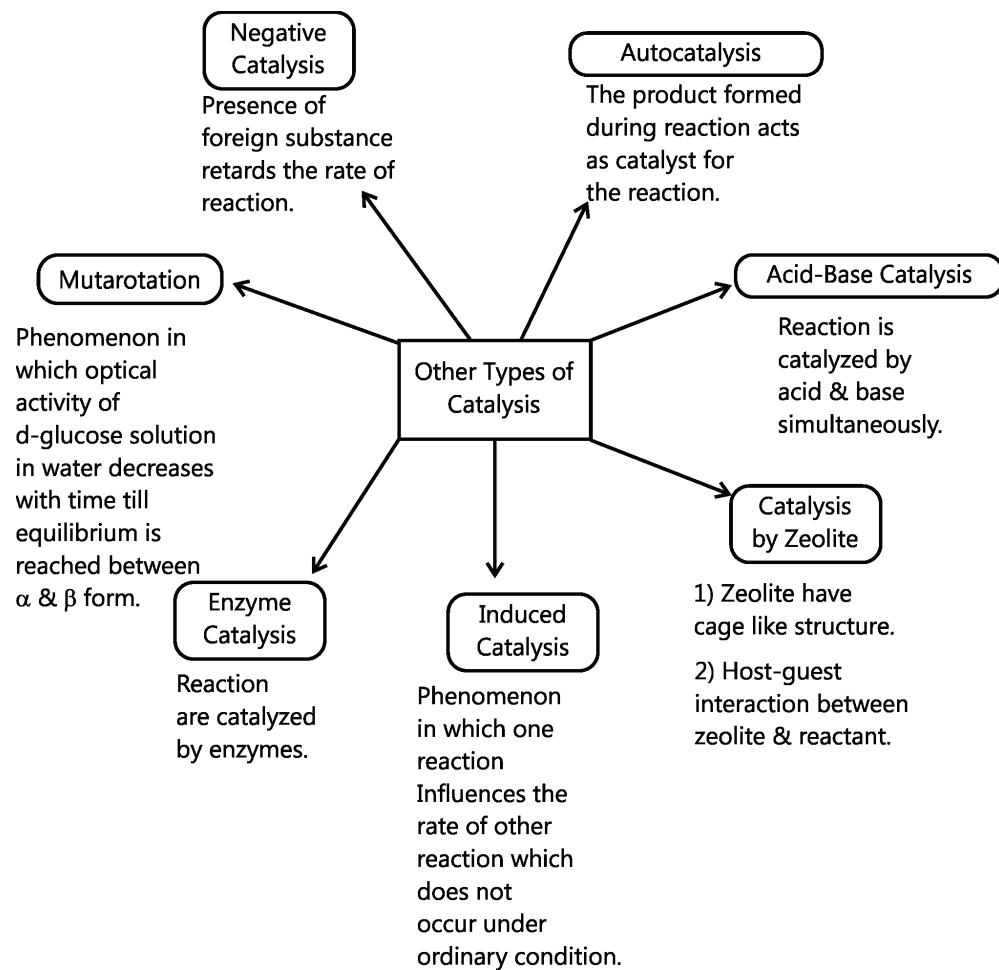 Negative
Catalysis
Presence of
foreign substance
retards the rate of
reaction.
Autocatalysis
The product formed
during reaction acts
as catalyst for
the reaction.
Mutarotation
Phenomenon in
which optical
activity of
d-glucose solution
in water decreases
with time till
equilibrium is
reached between
α & β form.
Other Types of
Catalysis
Acid-Base Catalysis
Reaction is
catalyzed by
acid & base
simultaneously.
Catalysis
by Zeolite
1) Zeolite have
cage like structure.
2) Host-guest
interaction between
zeolite & reactant.
Enzyme
Catalysis
Reaction
are catalyzed
by enzymes.
Induced
Catalysis
Phenomenon
in which one
reaction
Influences the
rate of other
reaction which
does not
occur under
ordinary condition.